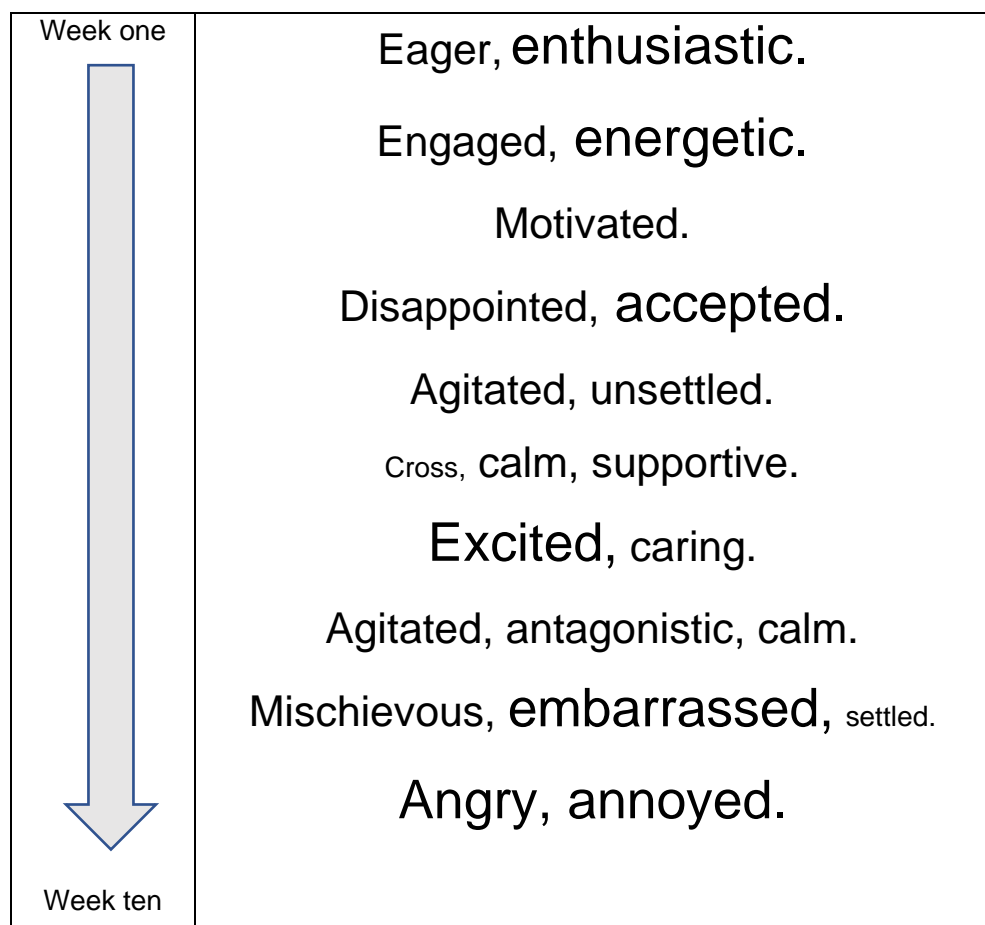 Week one
Eager, enthusiastic.
Engaged, energetic.
Motivated.
Disappointed, accepted.
Agitated, unsettled.
Cross, calm, supportive.
Excited, caring.
Agitated, antagonistic, calm.
Mischievous, embarrassed, settled.
Angry, annoyed.
Week ten